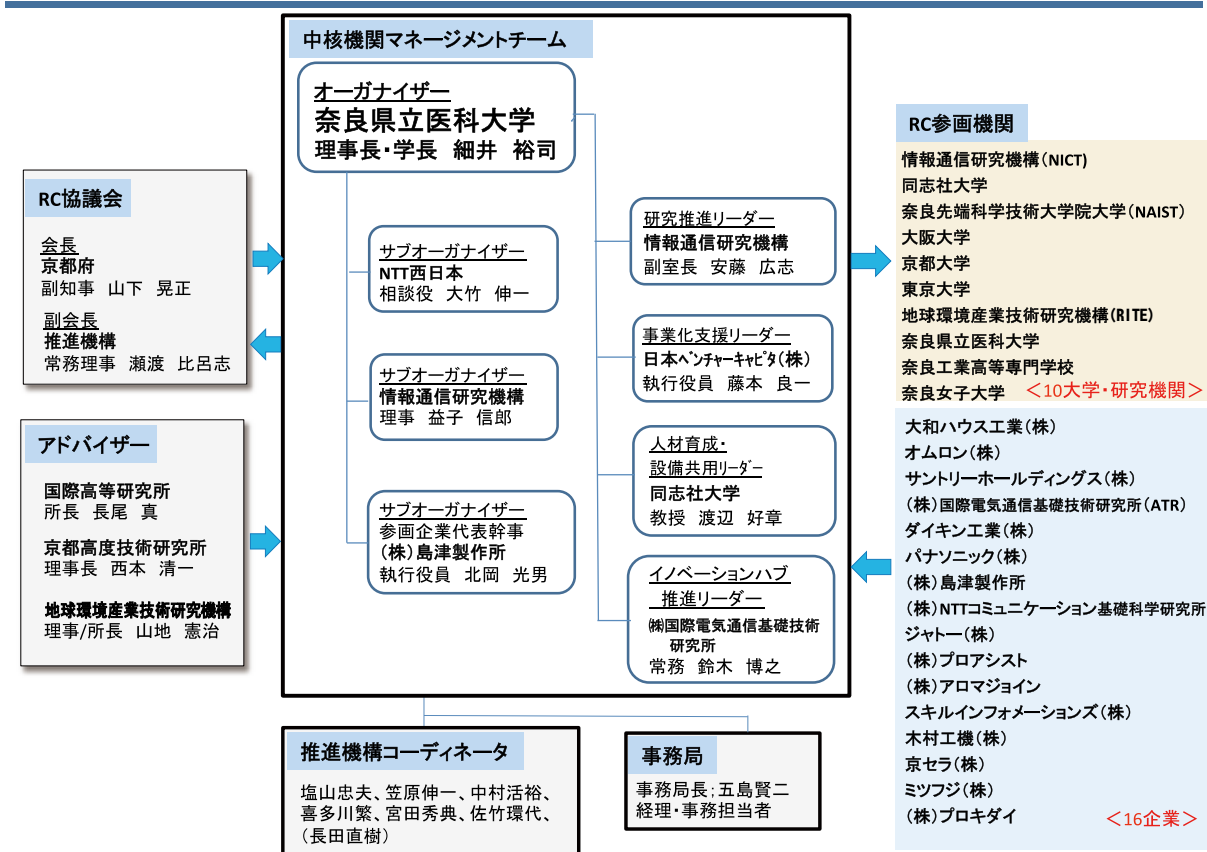 中核機関マネージメントチーム
オーガナイザー
奈良県立医科大学
理事長・学長 細井 裕司
サブオーガナイザー
NTT西日本
相談役 大竹 伸一
サブオーガナイザー
情報通信研究機構
理事 益子 信郎
サブオーガナイザー
参画企業代表幹事
(株)島津製作所
執行役員 北岡 光男
研究推進リーダー
情報通信研究機構
副室長 安藤 広志
事業化支援リーダー
日本ベンチャーキャピタ(株)
執行役員 藤本 良一
人材育成・
設備共用リーダー
同志社大学
教授 渡辺 好章
イノベーションハブ
推進リーダー
㈱国際電気通信基礎技術
研究所
常務 鈴木 博之
RC協議会
会長
京都府
副知事 山下 晃正
副会長
推進機構
常務理事 瀬渡 比呂志
アドバイザー
国際高等研究所
所長 長尾 真
京都高度技術研究所
理事長 西本 清一
地球環境産業技術研究機構
理事/所長 山地 憲治
RC参画機関
情報通信研究機構(NICT)
同志社大学
奈良先端科学技術大学院大学(NAIST)
大阪大学
京都大学
東京大学
地球環境産業技術研究機構(RITE)
奈良県立医科大学
奈良工業高等専門学校
奈良女子大学 <10大学・研究機関>
大和ハウス工業(株)
オムロン(株)
サントリーホールディングス(株)
(株)国際電気通信基礎技術研究所(ATR)
ダイキン工業(株)
パナソニック(株)
(株)島津製作所
(株)NTTコミュニケーション基礎科学研究所
ジャトー(株)
(株)プロアシスト
(株)アロマジョイン
スキルインフォメーションズ(株)
木村工機(株)
京セラ(株)
ミツフジ(株)
(株)プロキダイ <16企業>
推進機構コーディネータ
塩山忠夫、笠原伸一、中村活裕、
喜多川繁、宮田秀典、佐竹環代、
(長田直樹)
事務局
事務局長;五島賢二
経理・事務担当者